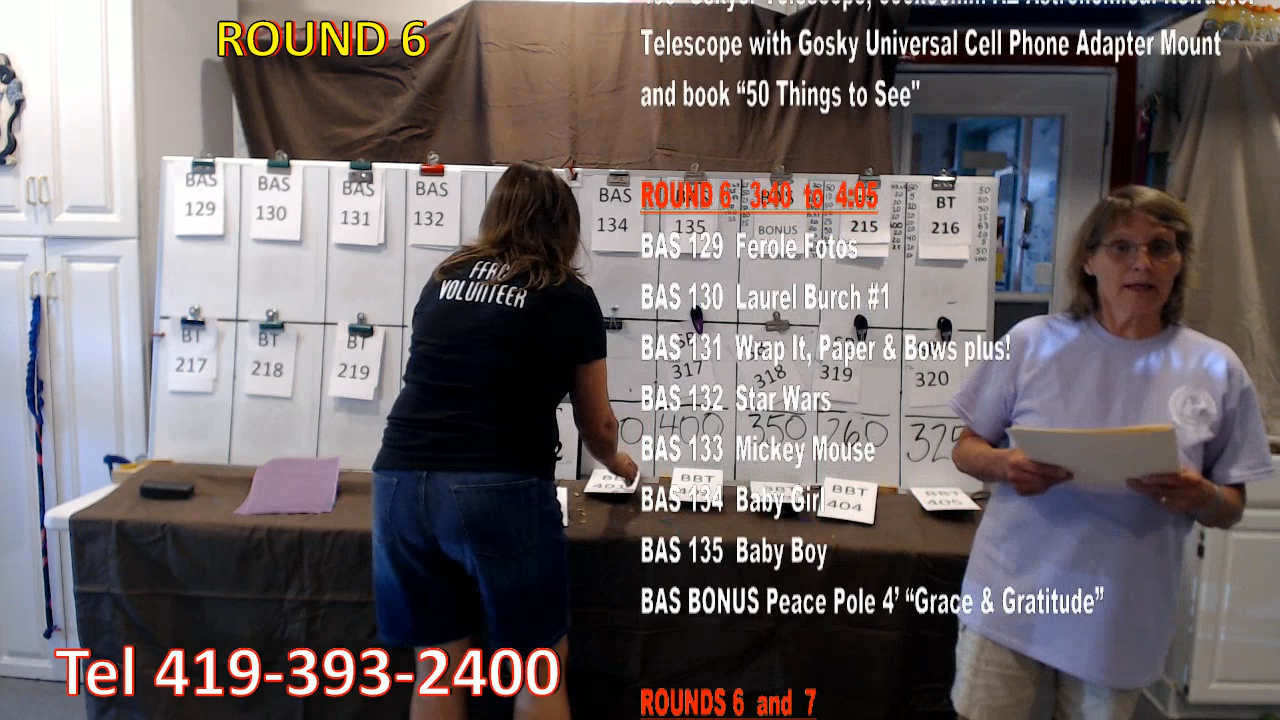 ROUND 6
Telescope with Gosky Universal Cell Phone Adapter Mount
and book “50 Things to See"
ROUND 6 3:40 to 4:05
BAS 129 Ferole Fotos
BAS 130 Laurel Burch #1
BAS 131 Wrap It, Paper & Bows plus!
BAS 132 Star Wars
BAS 133 Mickey Mouse
BAS 134 Baby Girl
BAS 135 Baby Boy
BAS BONUS Peace Pole 4' “Grace & Gratitude”
ROUNDS 6 and 7
Tel 419-393-2400
BAS
129
BAS
130
BAS
131
BAS
132
BAS
134
135
BONUS
215
BT
216
BT
217
BT
218
BT
219
317
318
319
320
400
350
260
325
BBT
404
BBT
405
VOLUNTEER